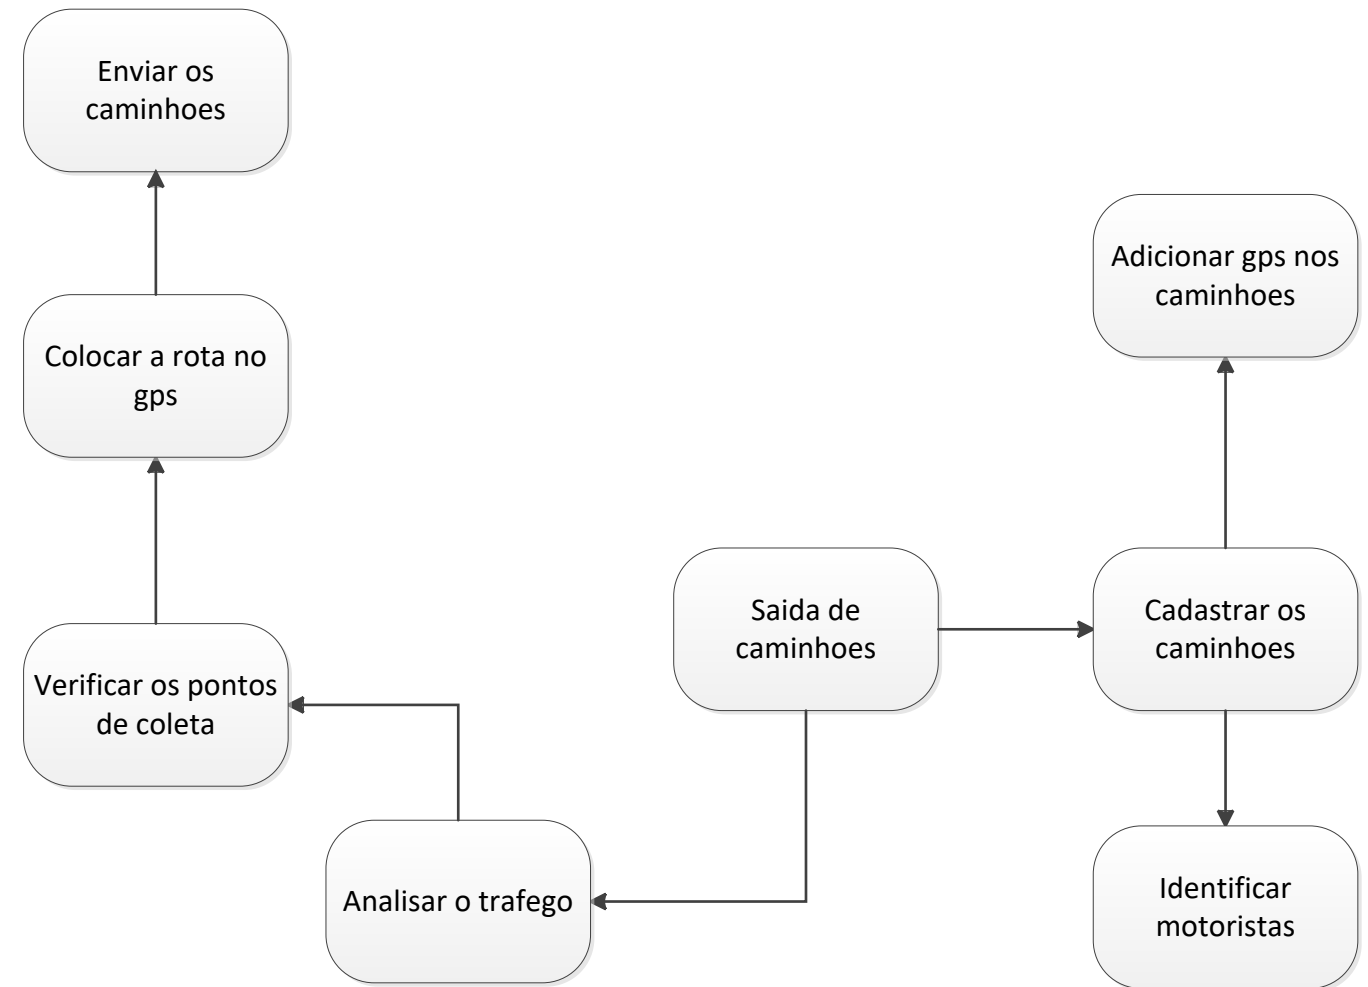 Enviar os
caminhoes
Adicionar gps nos
caminhoes
Colocar a rota no
gps
Saida de
caminhoes
Cadastrar os
caminhoes
Verificar os pontos
de coleta
Analisar o trafego
Identificar
motoristas